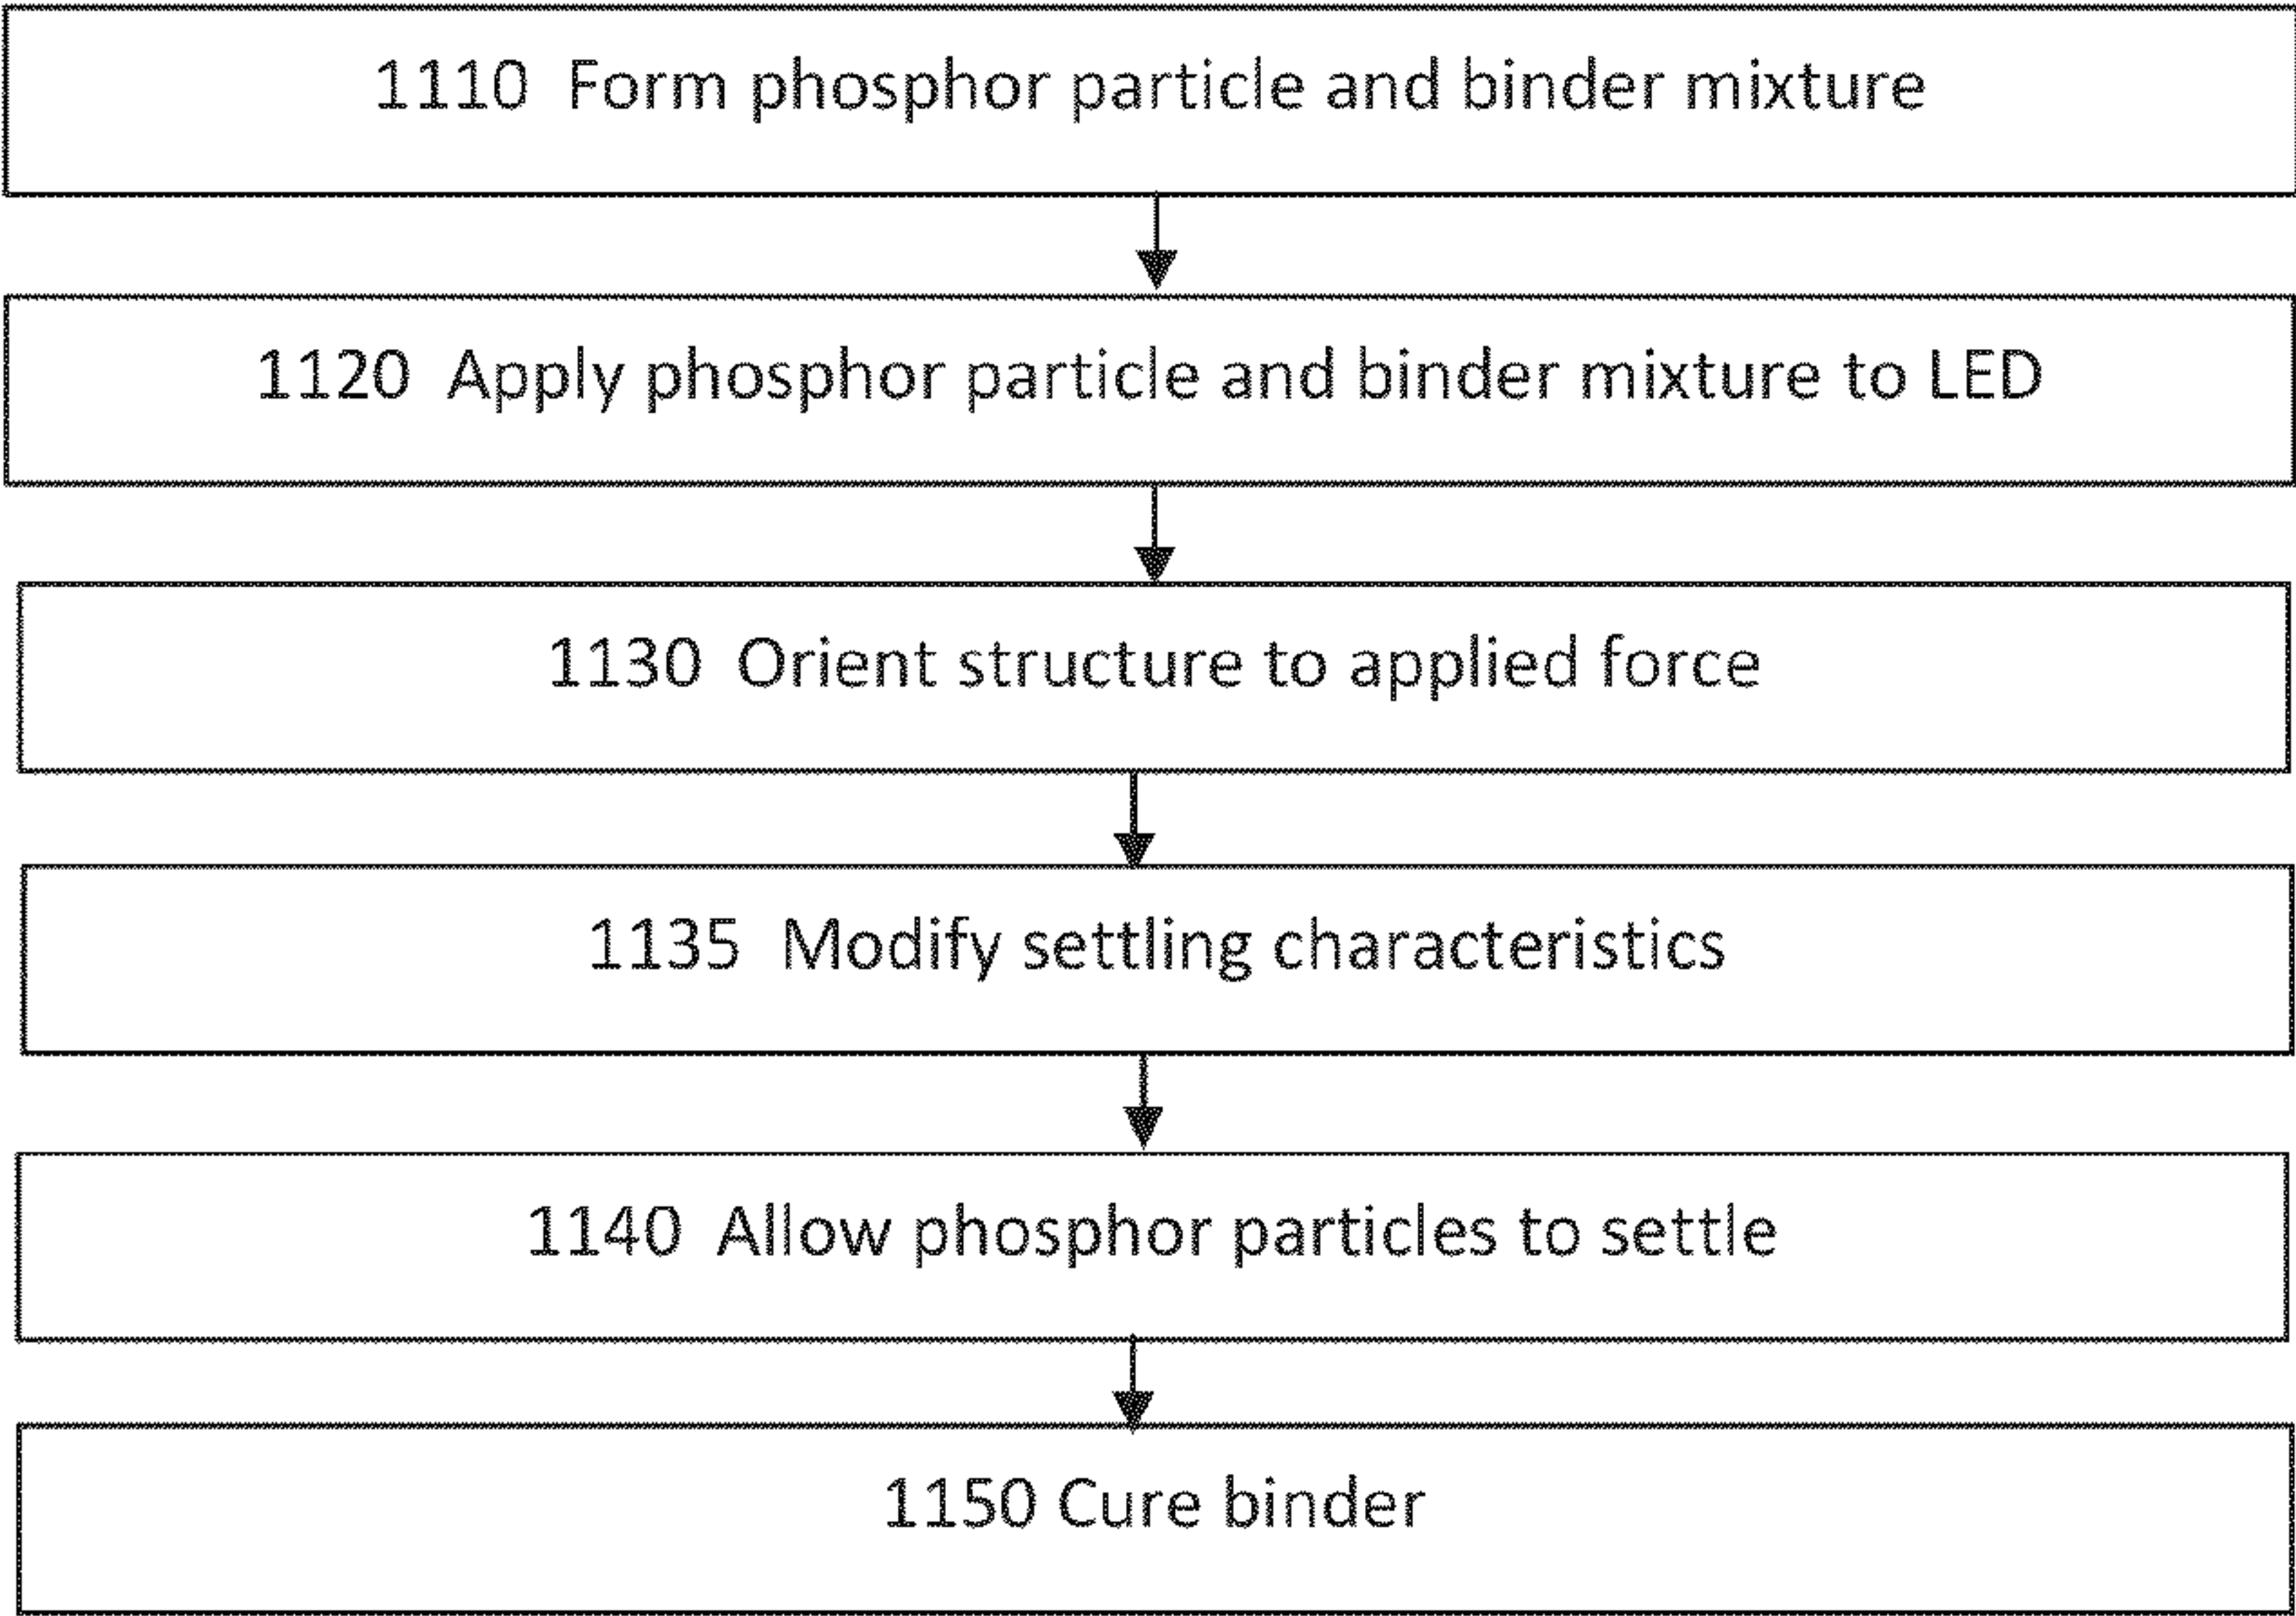 1110 Form phosphor particle and binder mixture
1120 Apply phosphor particle and binder mixture to LED
1130 Orient structure to applied force
1135 Modify settling characteristics
1140 Allow phosphor particles to settle
1150 Cure binder